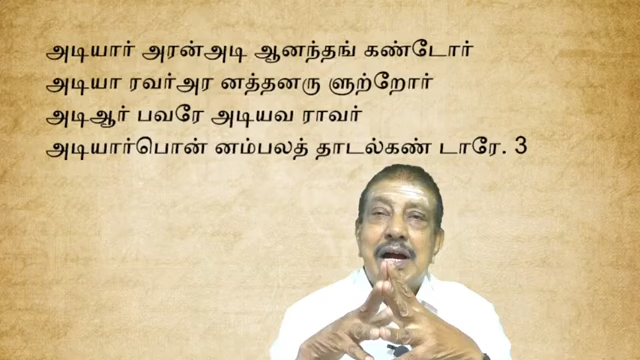 அடியார் அரன்அடி ஆனந்தங் கண்டோர்
அடியா ரவர்அர னத்தனரு ளுற்றோர்
அடிஆர் பவரே அடியவ ராவர்
அடியார்பொன் னம்பலத் தாடல்கண் டாரே. 3